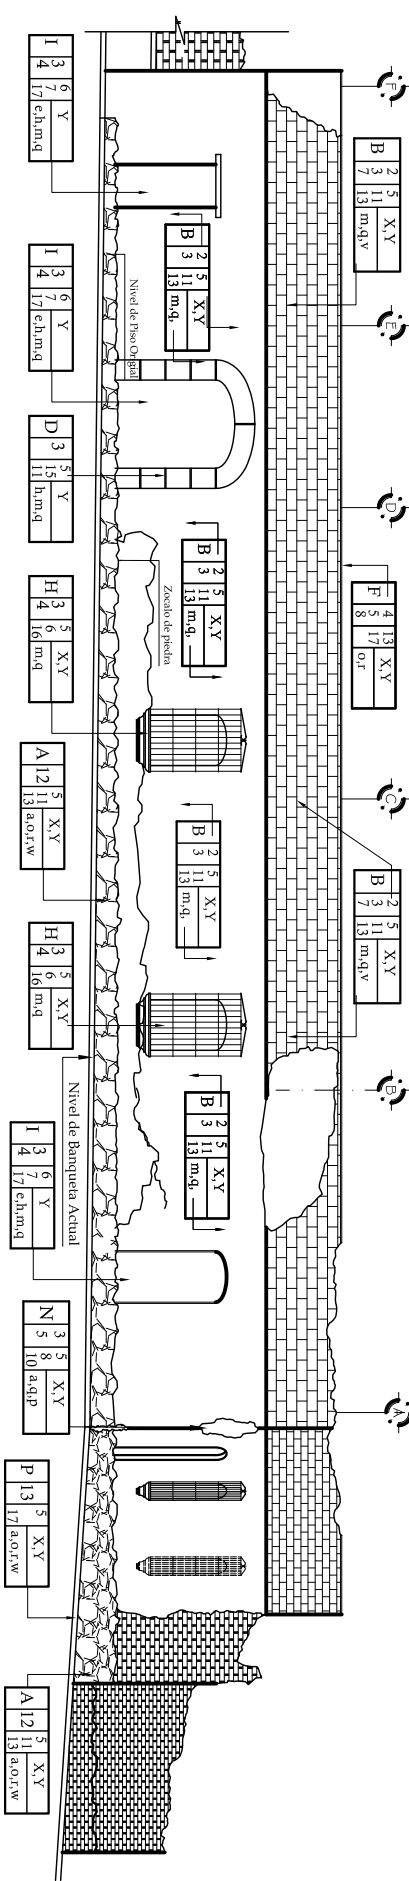 F
E
D
C
B
A
B 2 5 X,Y
3 11
7 13 m,q,v
F 4 13 X,Y
5 17
8 o,r
B 2 5 X,Y
3 11
7 13 m,q,v
B 2 5 X,Y
3 11
13 m,q,
B 2 5 X,Y
3 11
13 m,q,
B 2 5 X,Y
3 11
13 m,q,
B 2 5 X,Y
3 11
13 m,q,
Nivel de Piso Origial
Zocalo de piedra
I 3 6 Y
4 7
17 e,h,m,q
I 3 6 Y
4 7
17 e,h,m,q
D 3 5' Y
15
11 h,m,q
H 3 5 X,Y
4 6
16 m,q
A 12 5 X,Y
11
13 a,o,r,w
H 3 5 X,Y
4 6
16 m,q
Nivel de Banqueta Actual
I 3 6 Y
4 7
17 e,h,m,q
N 3 5 X,Y
5 8
10 a,q,p
P 13 5 X,Y
17 a,o,r,w
A 12 5 X,Y
11
13 a,o,r,w